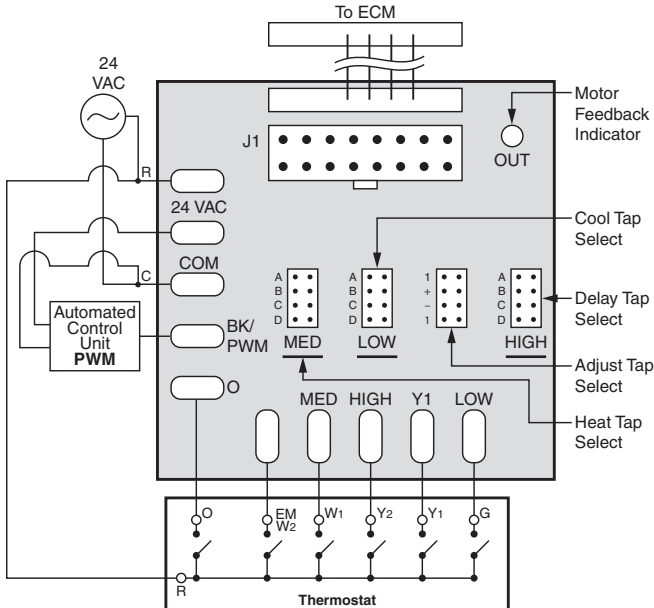 To ECM
24
VAC
Motor
Feedback
Indicator
J1
OUT
R
24 VAC
Cool Tap
Select
C
COM
A
B
C
D
A
B
C
D
1
+
−
1
A
B
C
D
Delay Tap
Select
Automated
Control
Unit
PWM
BK/
PWM
MED
LOW
HIGH
Adjust Tap
Select
O
MED
HIGH
Y1
LOW
Heat Tap
Select
O
EM
W2
W1
Y2
Y1
G
R
Thermostat